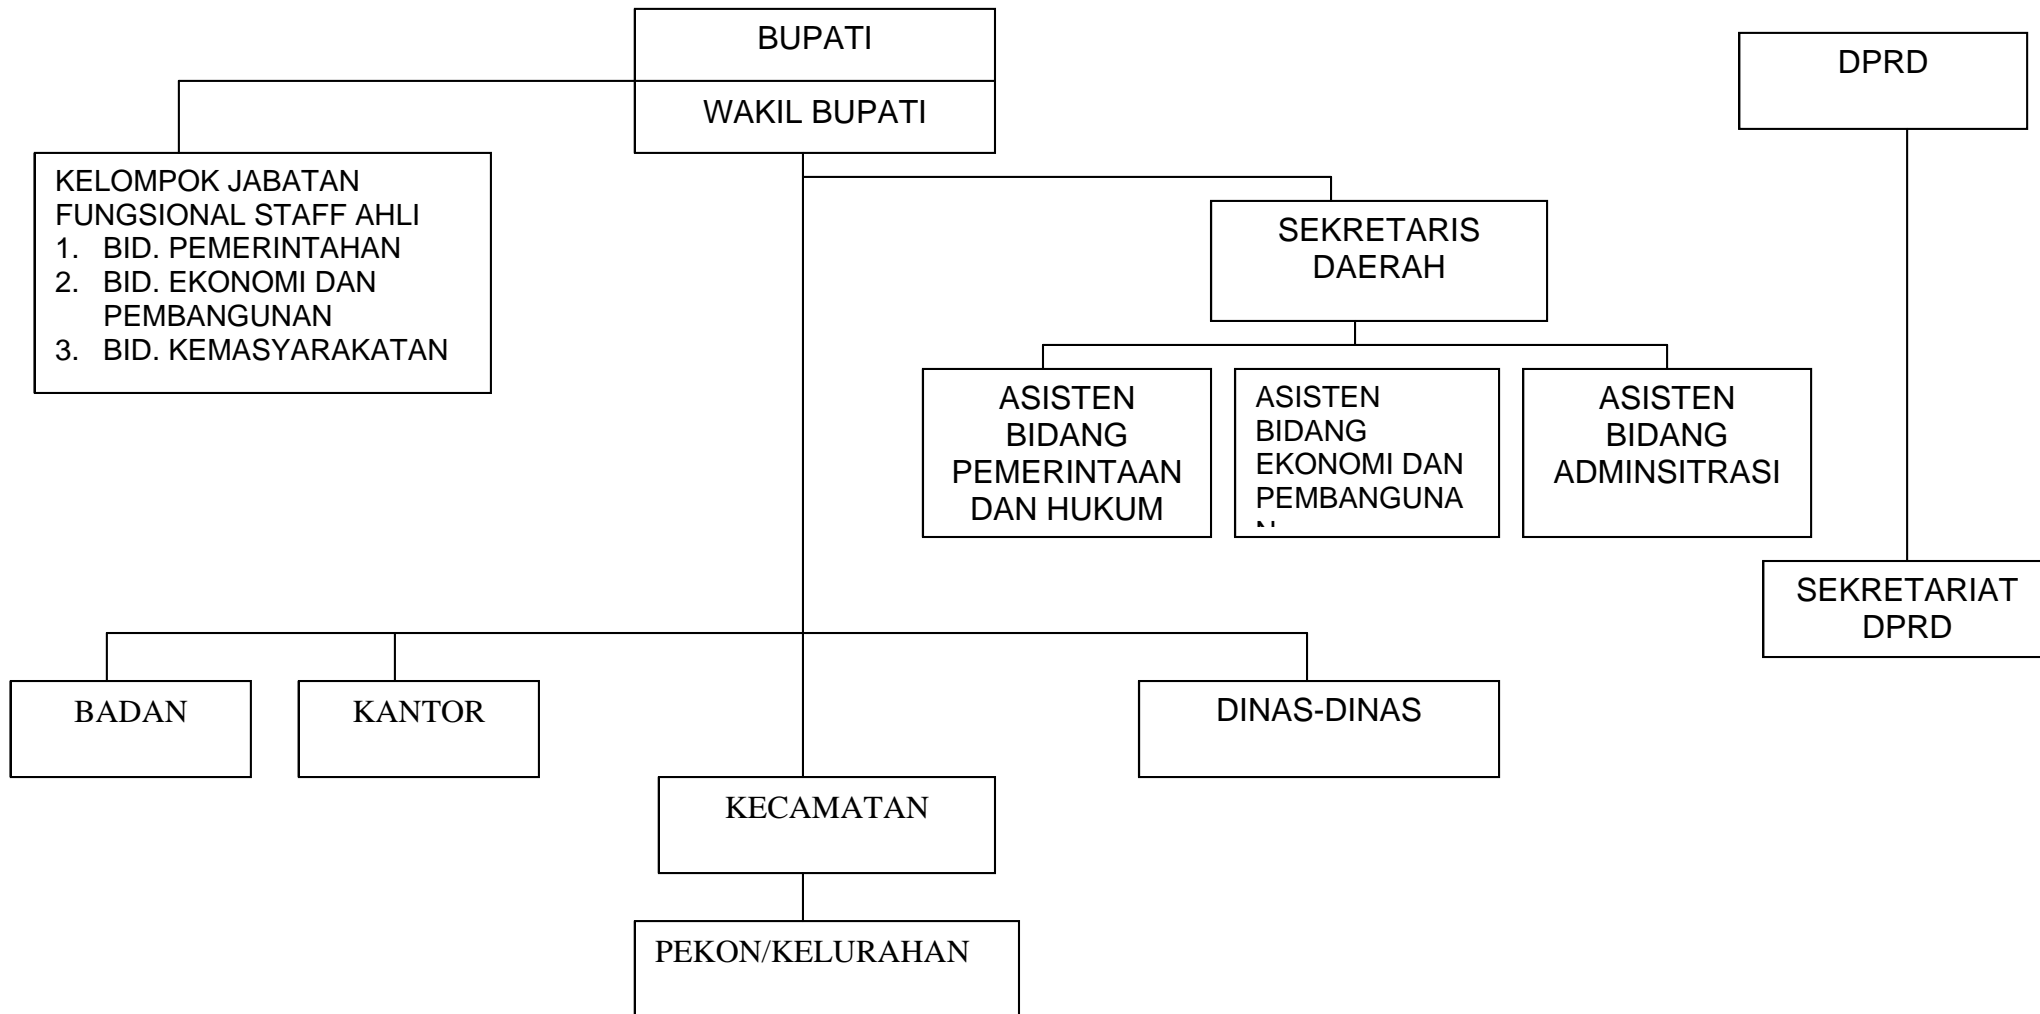 BUPATI
WAKIL BUPATI
DPRD
KELOMPOK JABATAN
FUNGSIONAL STAFF AHLI
1. BID. PEMERINTAHAN
2. BID. EKONOMI DAN
PEMBANGUNAN
3. BID. KEMASYARAKATAN
SEKRETARIS
DAERAH
ASISTEN
BIDANG
PEMERINTAAN
DAN HUKUM
ASISTEN
BIDANG
EKONOMI DAN
PEMBANGUNA
N
ASISTEN
BIDANG
ADMINSITRASI
SEKRETARIAT
DPRD
BADAN
KANTOR
DINAS-DINAS
KECAMATAN
PEKON/KELURAHAN